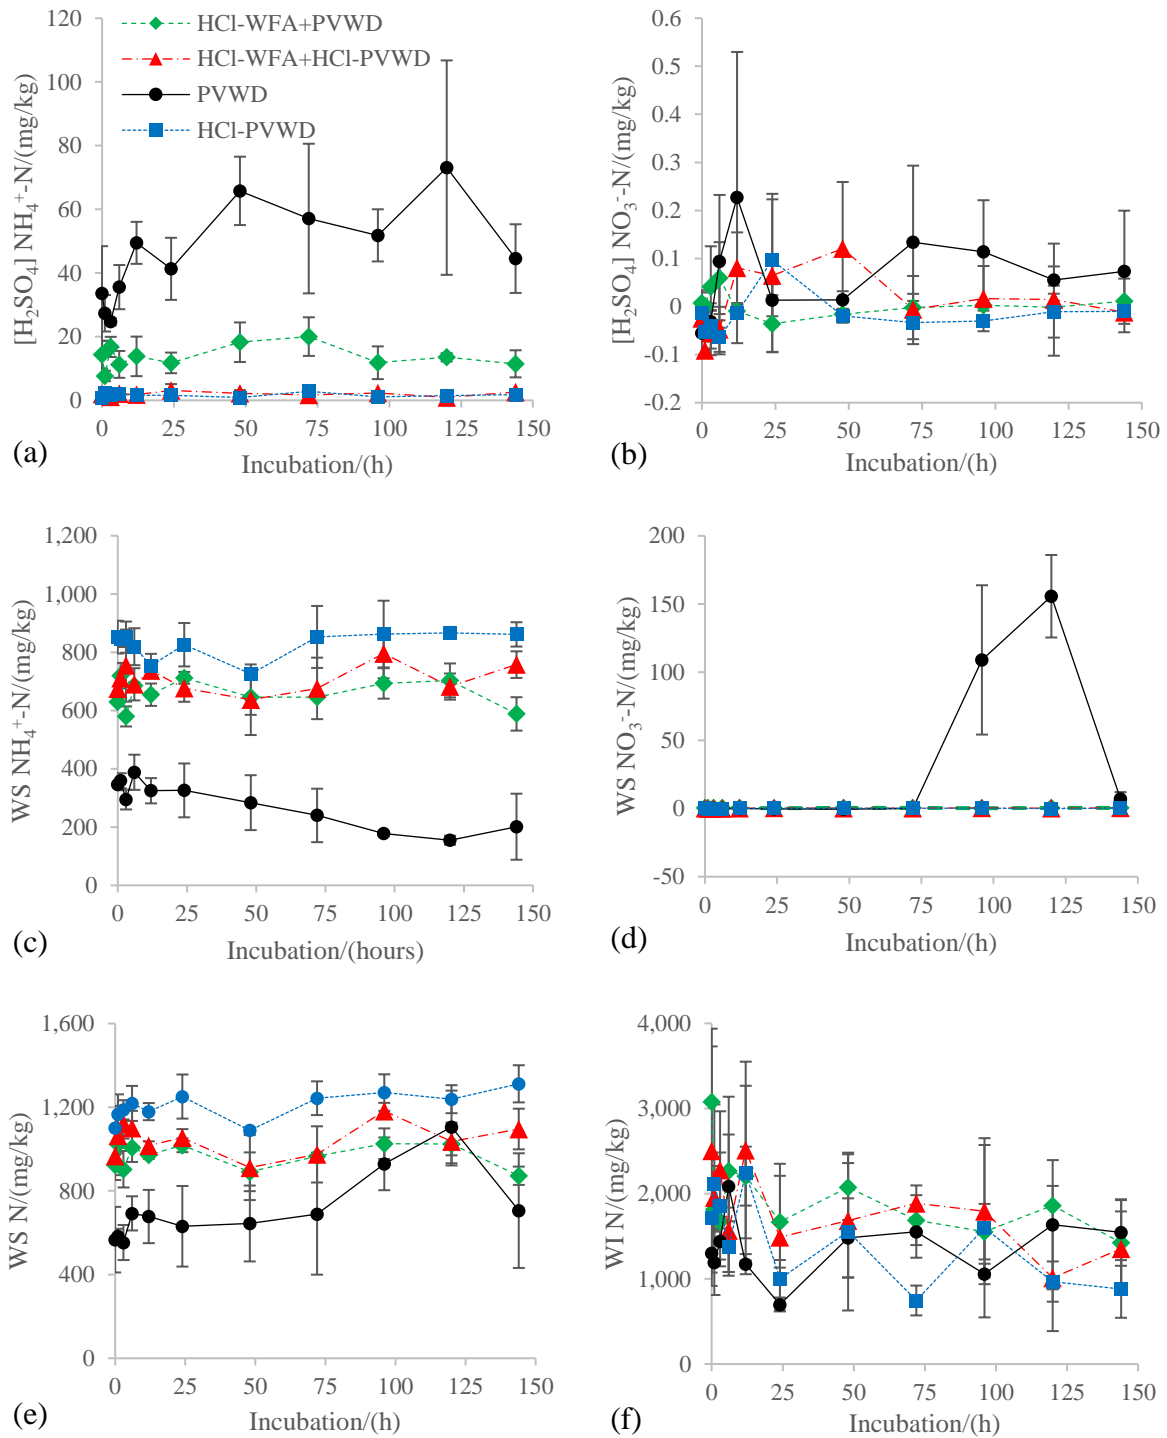 120
100
80
60
40
20
0
[H₂SO₄] NH₄⁺-N/(mg/kg)
HCl-WFA+PVWD
HCl-WFA+HCl-PVWD
PVWD
HCl-PVWD
0 25 50 75 100 125 150
Incubation/(h)
(a)
0.6
0.5
0.4
0.3
0.2
0.1
0
-0.1
-0.2
[H₂SO₄] NO₃⁻-N/(mg/kg)
0 25 50 75 100 125 150
Incubation/(h)
(b)
1,200
1,000
800
600
400
200
0
WS NH₄⁺-N/(mg/kg)
0 25 50 75 100 125 150
Incubation/(hours)
(c)
200
150
100
50
0
-50
WS NO₃⁻-N/(mg/kg)
0 25 50 75 100 125 150
Incubation/(h)
(d)
1,600
1,200
800
400
0
WS N/(mg/kg)
0 25 50 75 100 125 150
Incubation/(h)
(e)
4,000
3,000
2,000
1,000
0
WI N/(mg/kg)
0 25 50 75 100 125 150
Incubation/(h)
(f)